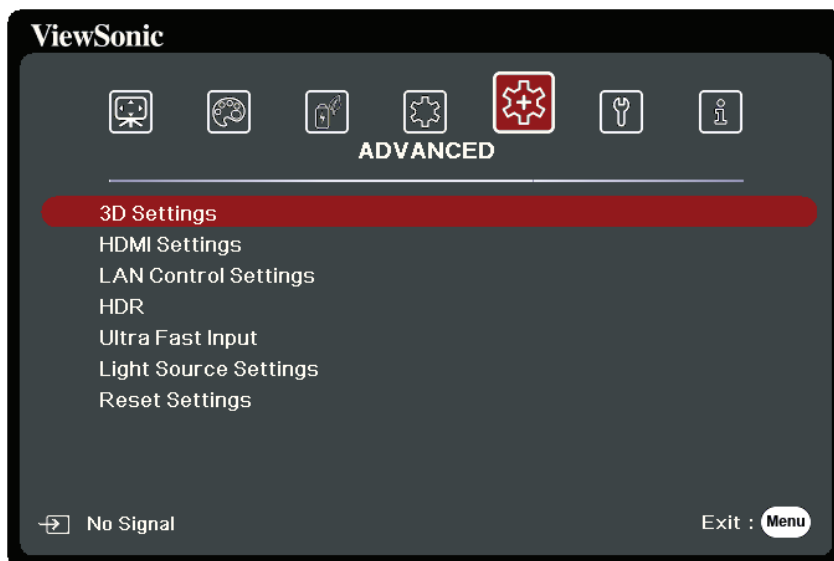 ViewSonic
ADVANCED
3D Settings
HDMI Settings
LAN Control Settings
HDR
Ultra Fast Input
Light Source Settings
Reset Settings
No Signal
Exit : Menu